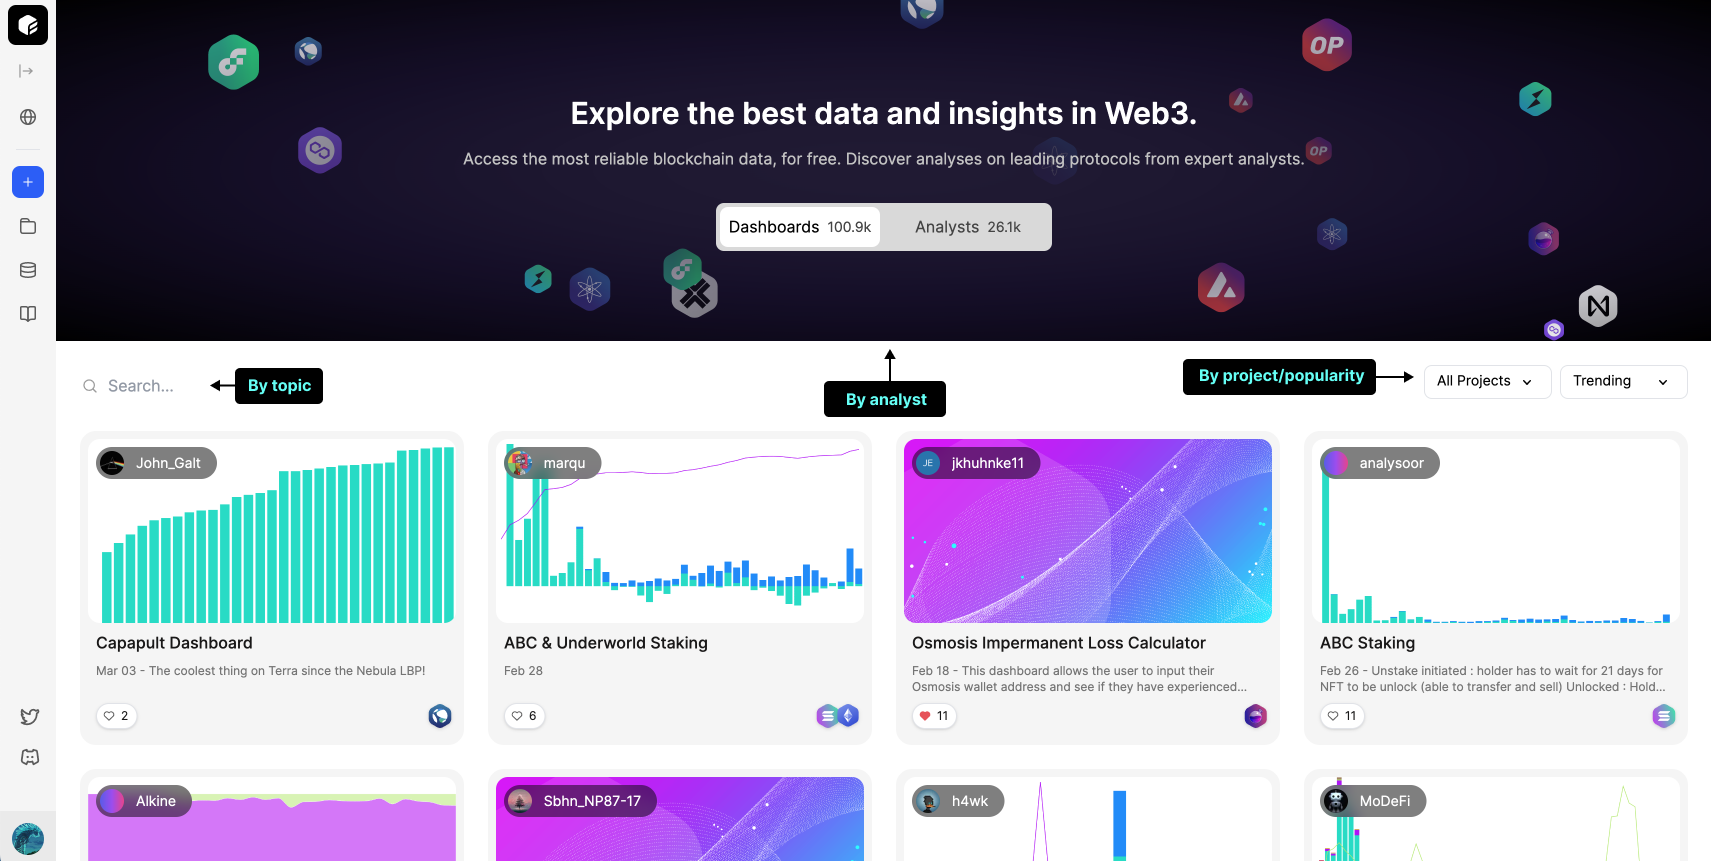 OP
Explore the best data and insights in Web3.
Access the most reliable blockchain data, for free. Discover analyses on leading protocols from expert analysts.
OP
Dashboards 100.9k
Analysts 26.1k
Search...
By topic
By analyst
By project/popularity
All Projects
Trending
John_Galt
marqu
JE
jkhuhnke11
analysoor
Capapult Dashboard
Mar 03 - The coolest thing on Terra since the Nebula LBP!
2
ABC & Underworld Staking
Feb 28
6
Osmosis Impermanent Loss Calculator
Feb 18 - This dashboard allows the user to input their
Osmosis wallet address and see if they have experienced...
11
ABC Staking
Feb 26 - Unstake initiated : holder has to wait for 21 days for
NFT to be unlock (able to transfer and sell) Unlocked : Hold...
11
Alkine
Sbhn_NP87-17
h4wk
MoDeFi